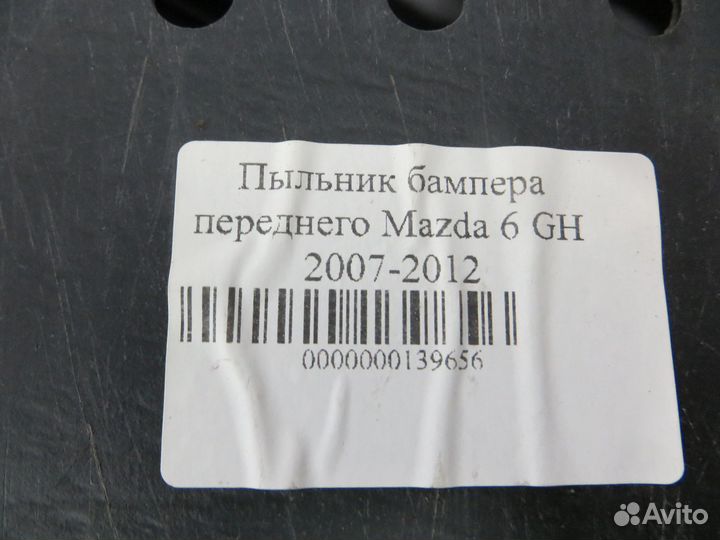 Пыльник бампера
переднего Mazda 6 GH
2007-2012
0000000139656
Avito